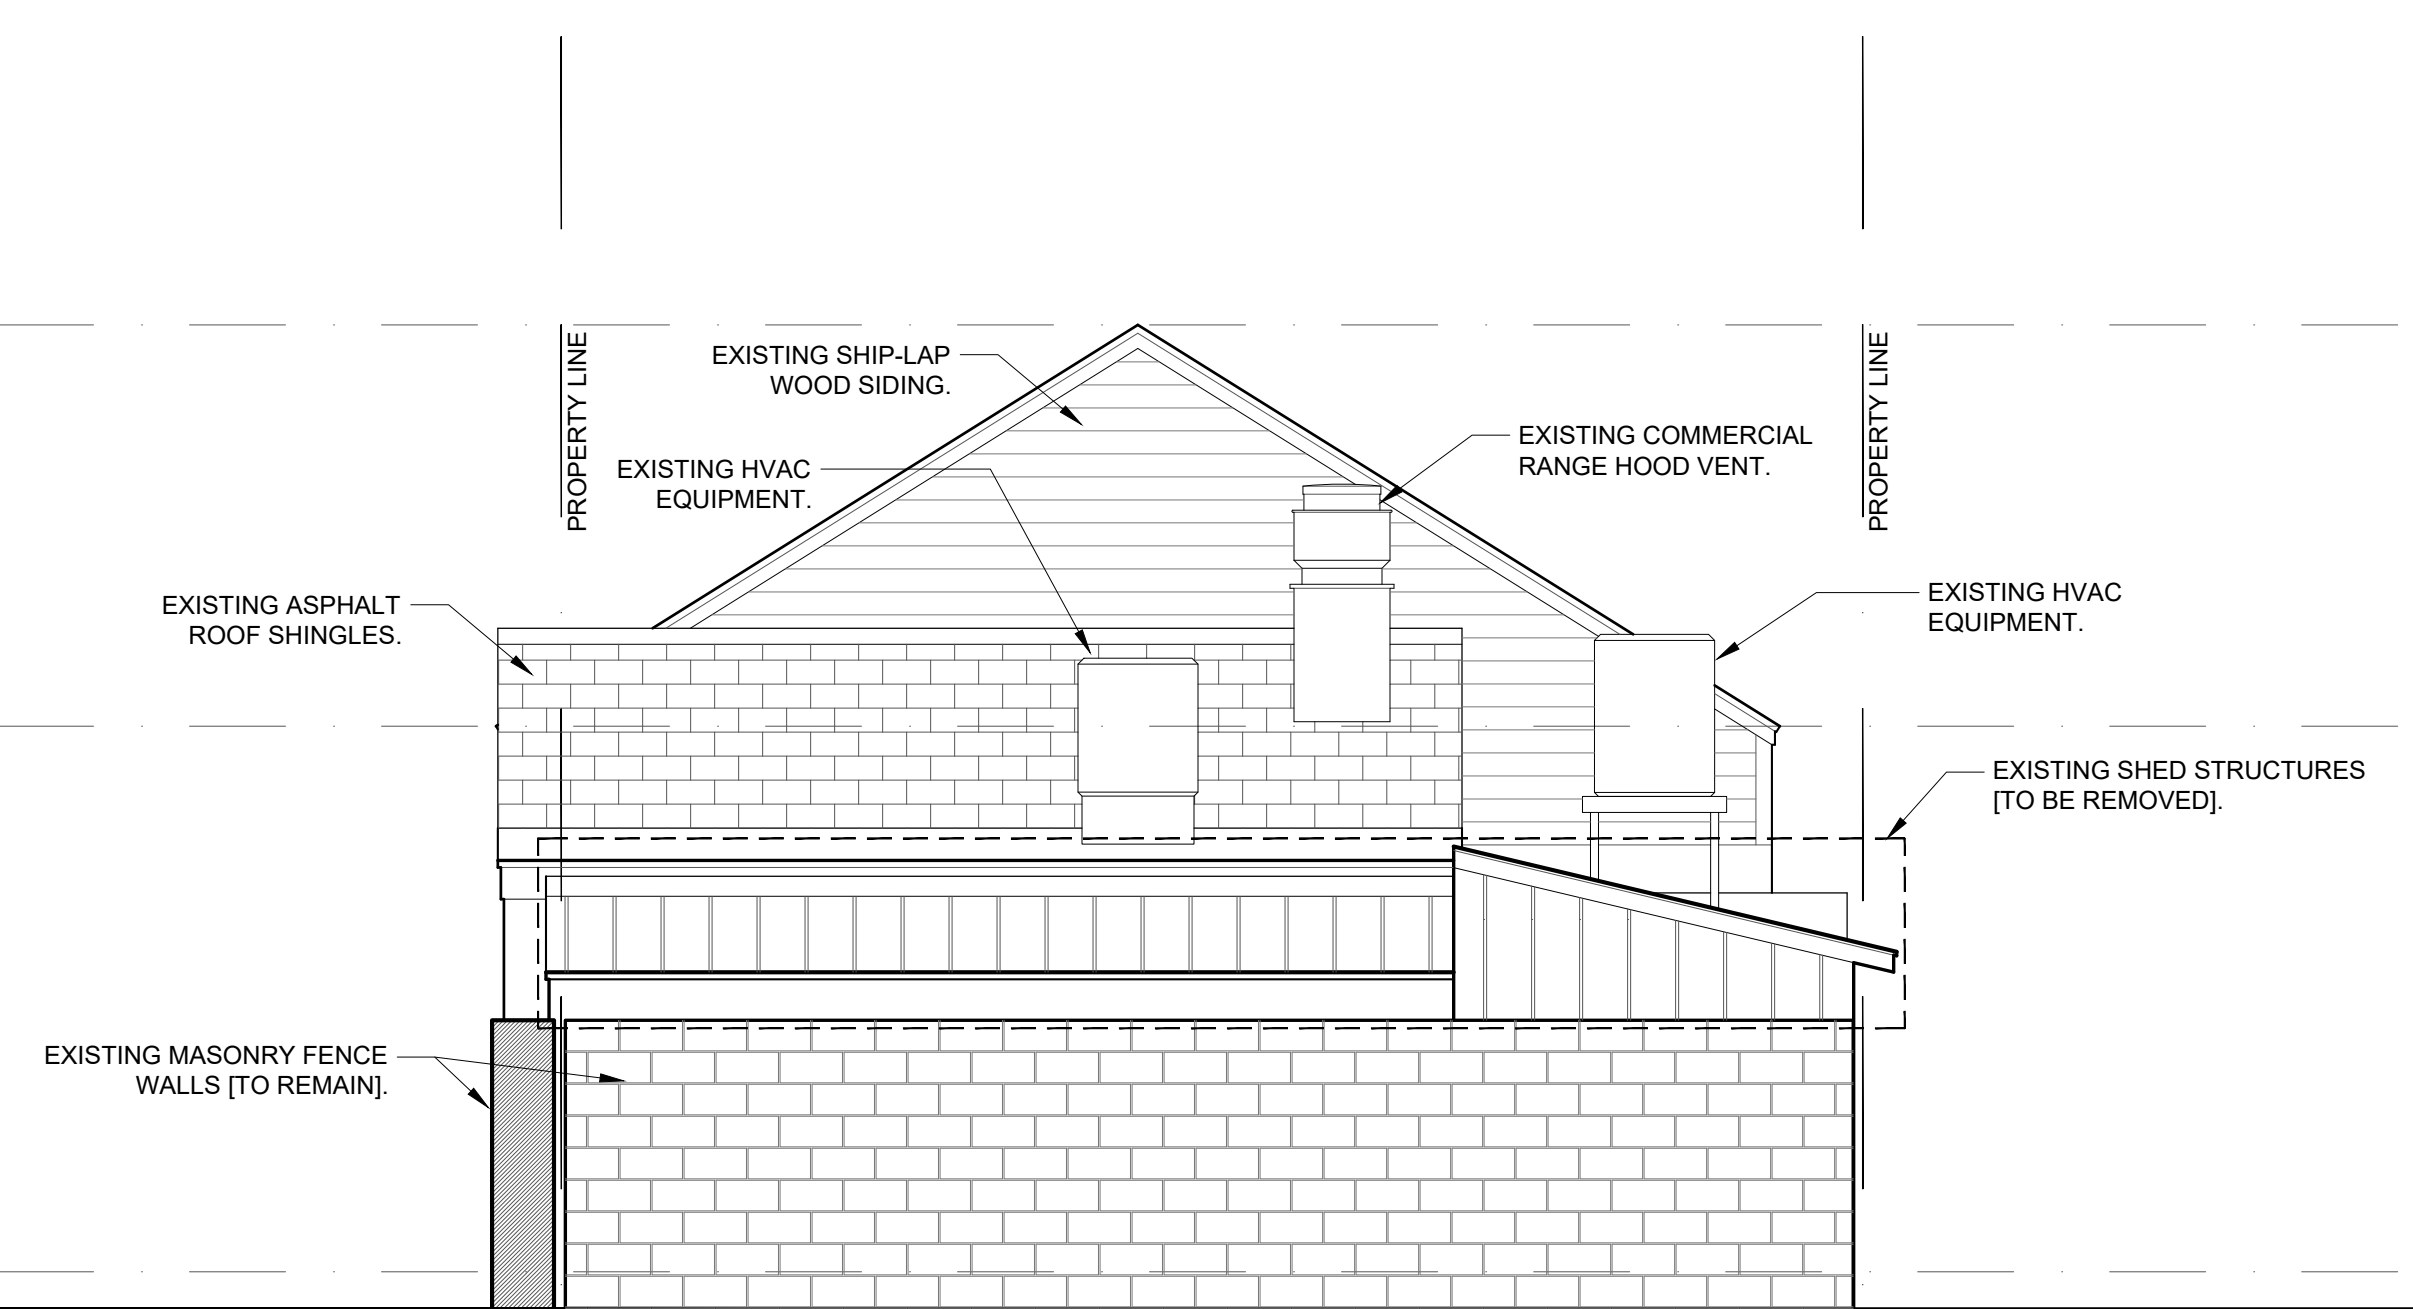 PROPERTY LINE
PROPERTY LINE
EXISTING SHIP-LAP
WOOD SIDING.
EXISTING COMMERCIAL
RANGE HOOD VENT.
EXISTING HVAC
EQUIPMENT.
EXISTING ASPHALT
ROOF SHINGLES.
EXISTING HVAC
EQUIPMENT.
EXISTING SHED STRUCTURES
[TO BE REMOVED].
EXISTING MASONRY FENCE
WALLS [TO REMAIN].